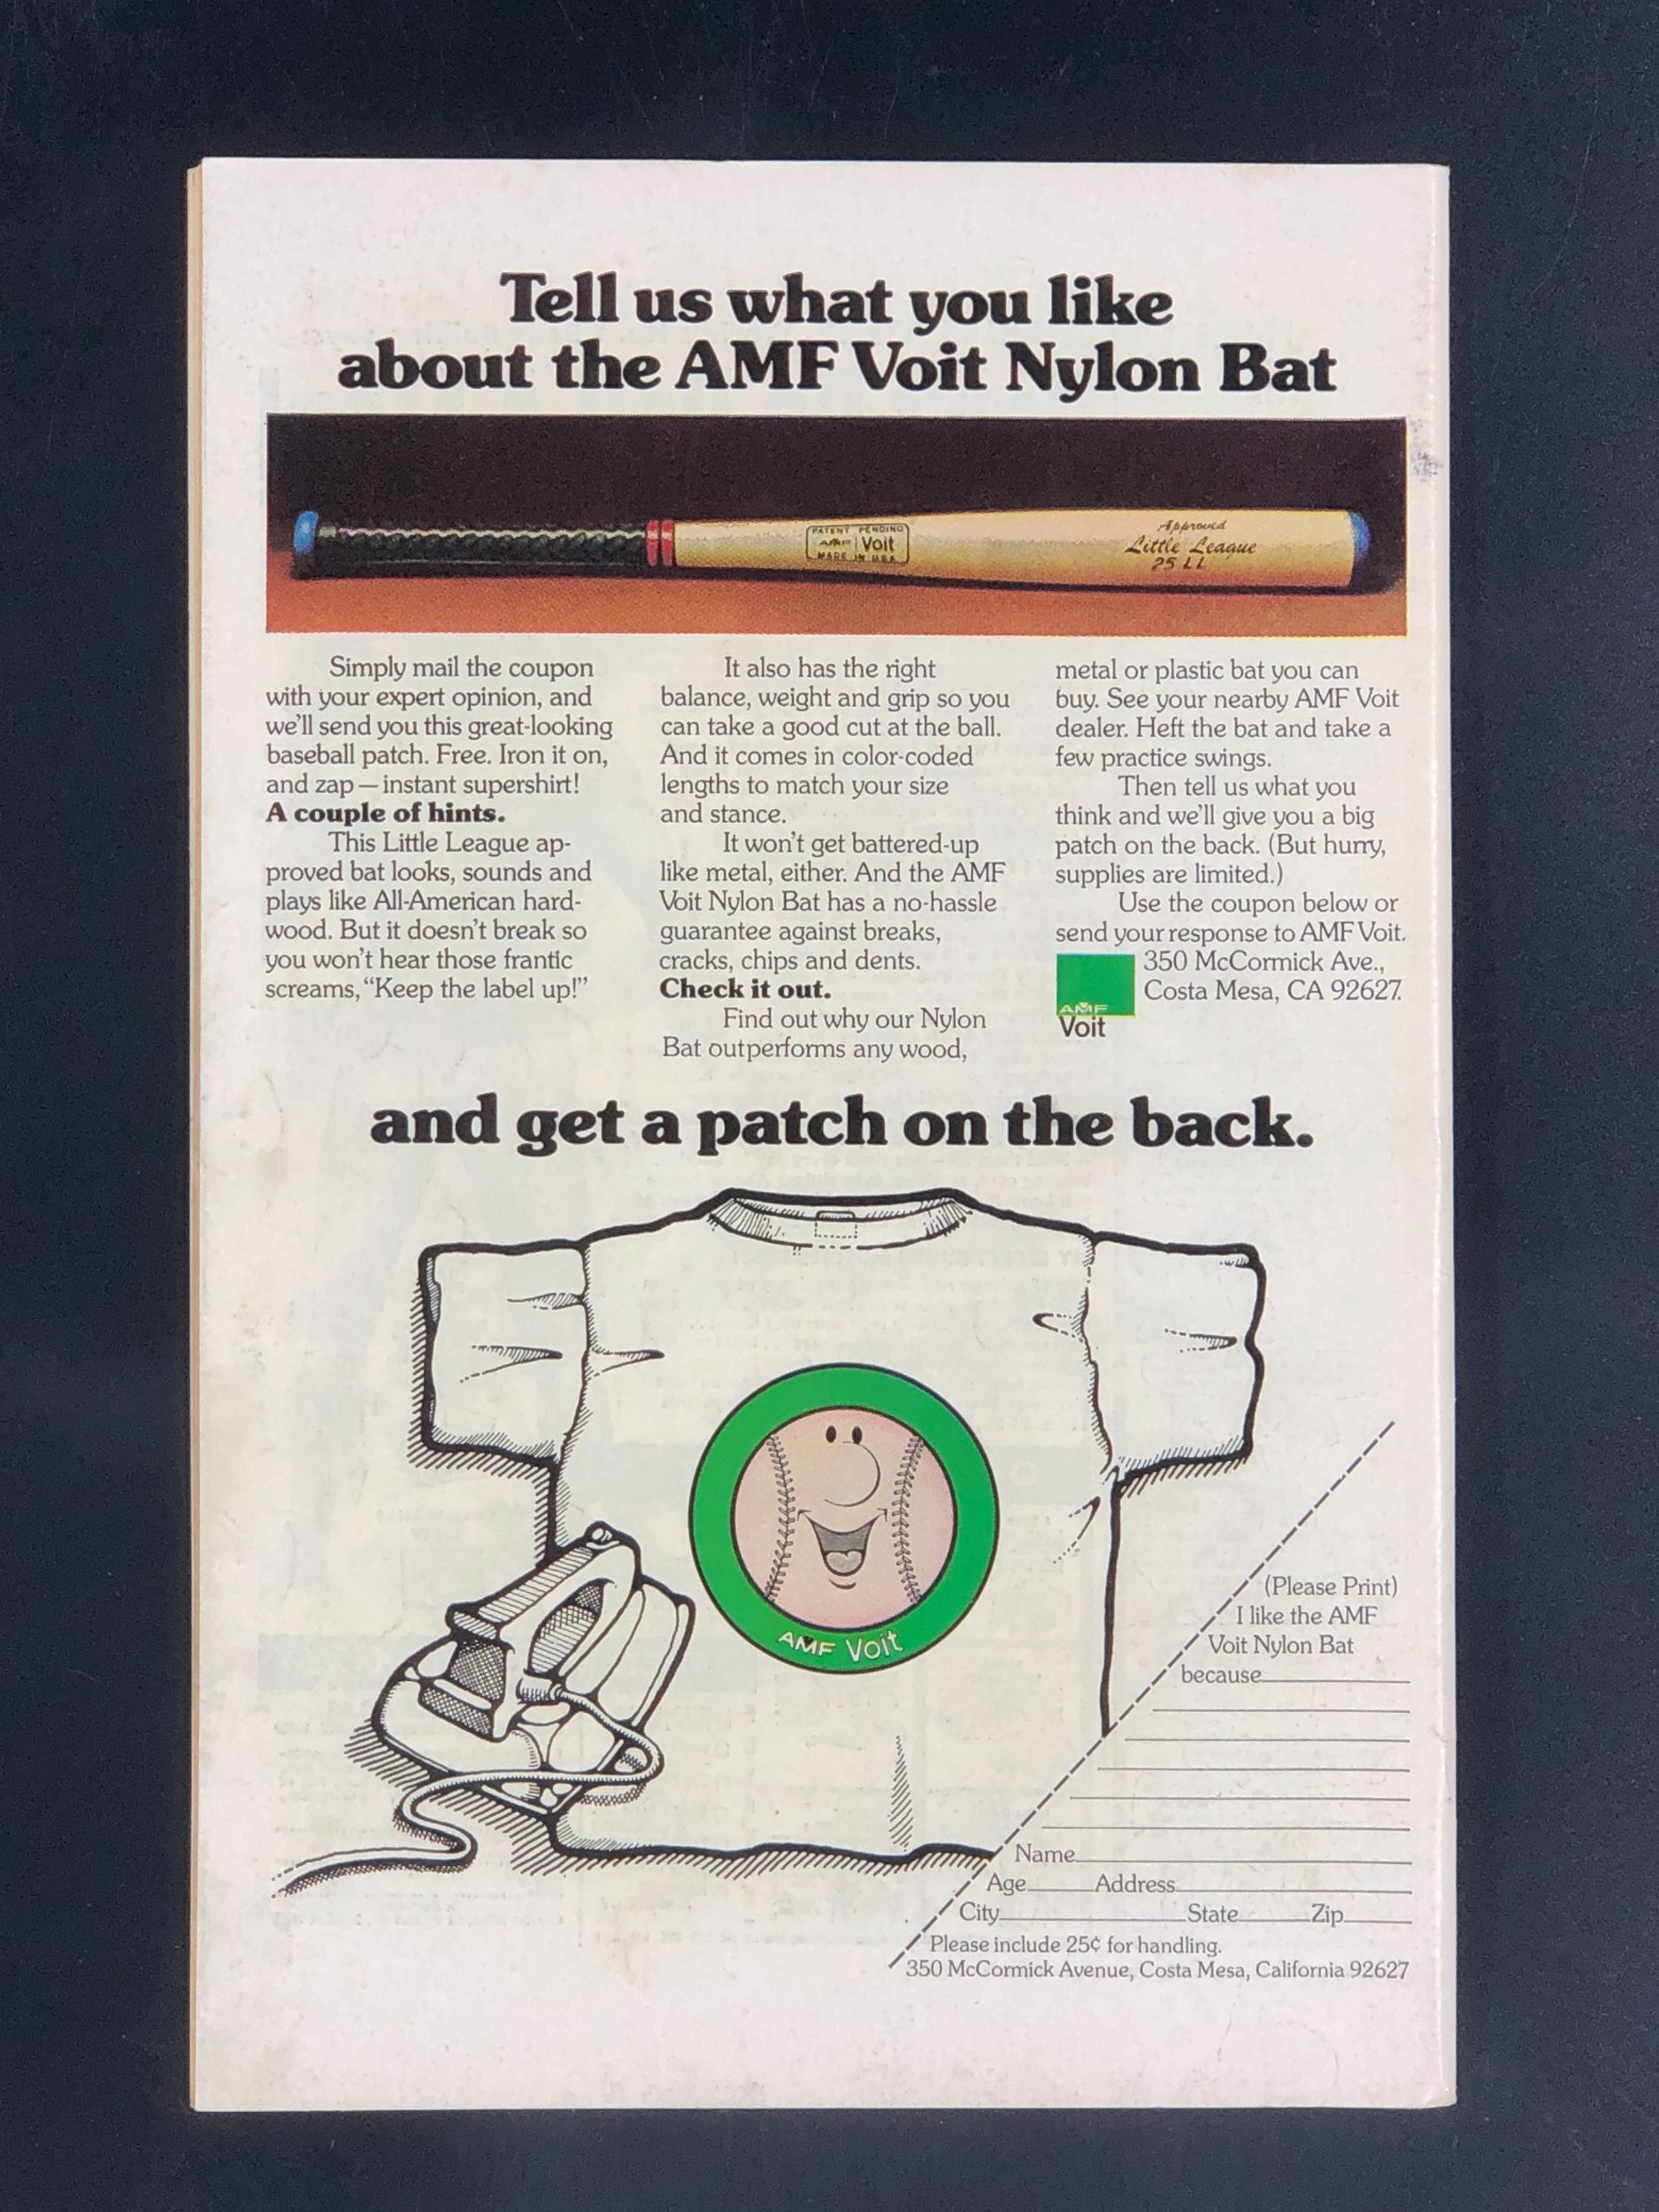 Tell us what you like
about the AMF Voit Nylon Bat
PATENT PENDING
AMF Voit
MADE IN U.S.A.
Approved
Little League
25 LL
Simply mail the coupon
with your expert opinion, and
we'll send you this great-looking
baseball patch. Free. Iron it on,
and zap — instant supershirt!
A couple of hints.
This Little League ap-
proved bat looks, sounds and
plays like All-American hard-
wood. But it doesn't break so
you won't hear those frantic
screams, "Keep the label up!"
It also has the right
balance, weight and grip so you
can take a good cut at the ball.
And it comes in color-coded
lengths to match your size
and stance.
It won't get battered-up
like metal, either. And the AMF
Voit Nylon Bat has a no-hassle
guarantee against breaks,
cracks, chips and dents.
Check it out.
Find out why our Nylon
Bat outperforms any wood,
metal or plastic bat you can
buy. See your nearby AMF Voit
dealer. Heft the bat and take a
few practice swings.
Then tell us what you
think and we'll give you a big
patch on the back. (But hurry,
supplies are limited.)
Use the coupon below or
send your response to AMF Voit.
350 McCormick Ave.,
Costa Mesa, CA 92627.
AMF
Voit
and get a patch on the back.
AMF Voit
(Please Print)
I like the AMF
Voit Nylon Bat
because
Name
Age Address
City State Zip
Please include 25¢ for handling.
350 McCormick Avenue, Costa Mesa, California 92627